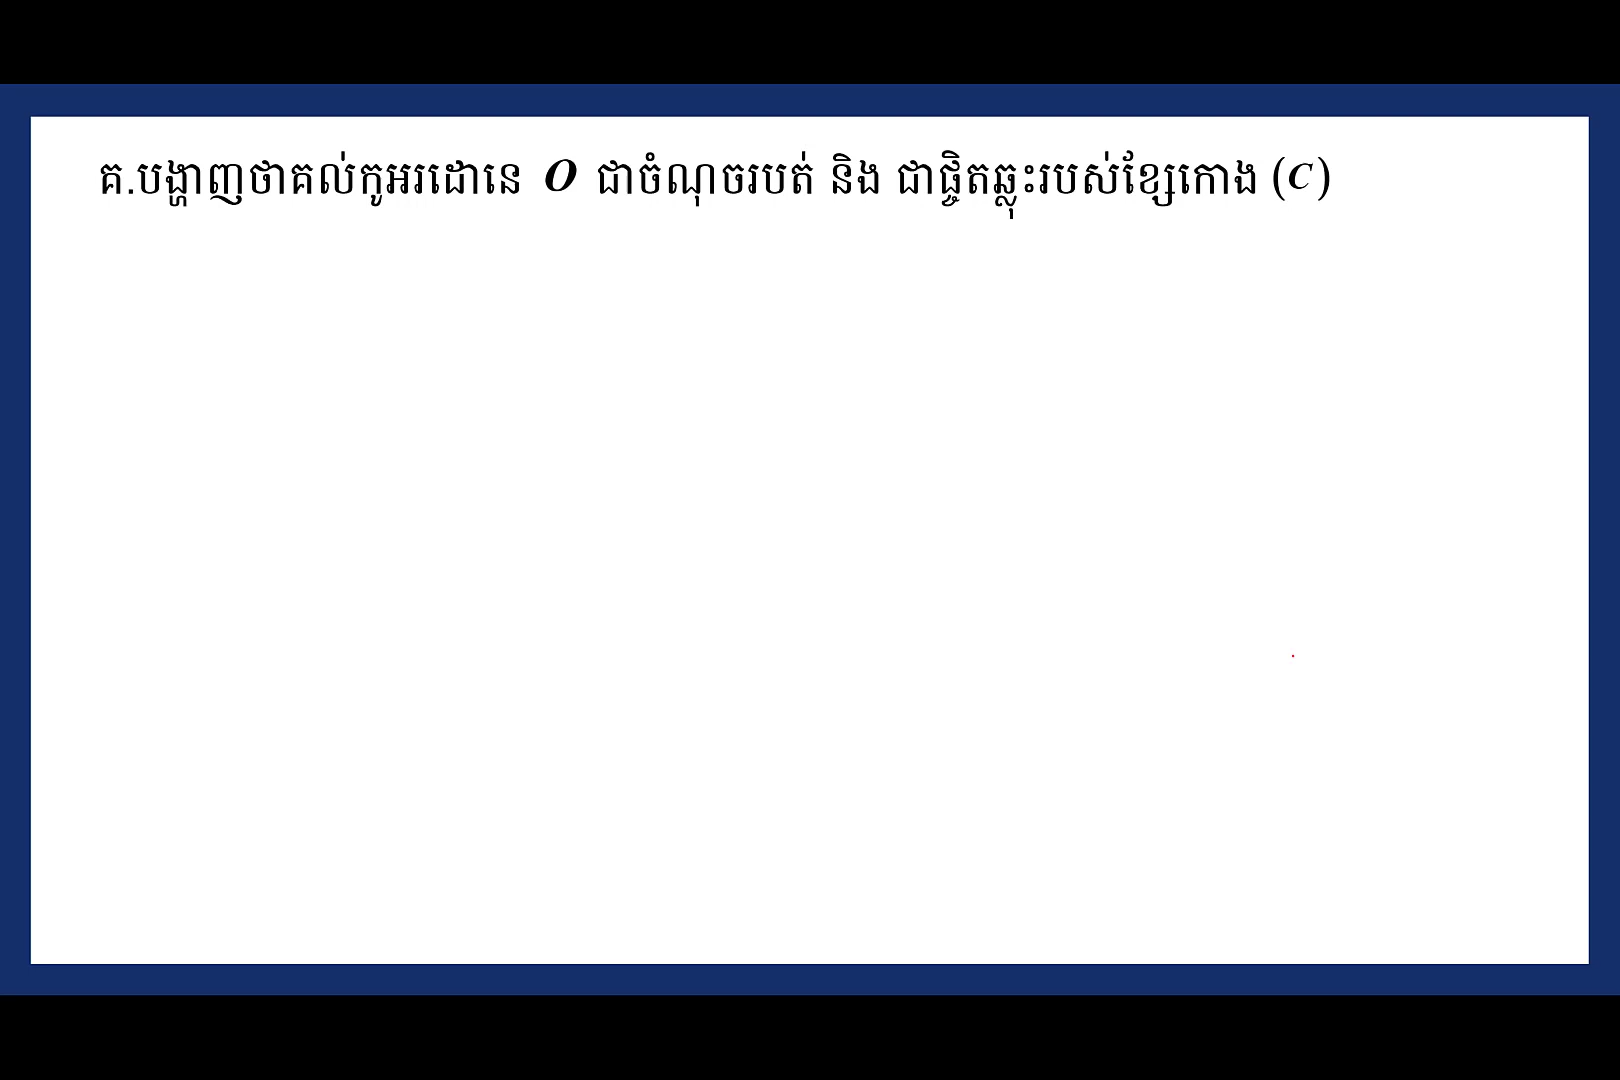 គ.បង្ហាញថាគល់កូអរដោនេ O ជាចំណុចរបត់ និង ជាផ្ចិតឆ្លុះរបស់ខ្សែកោង (C)